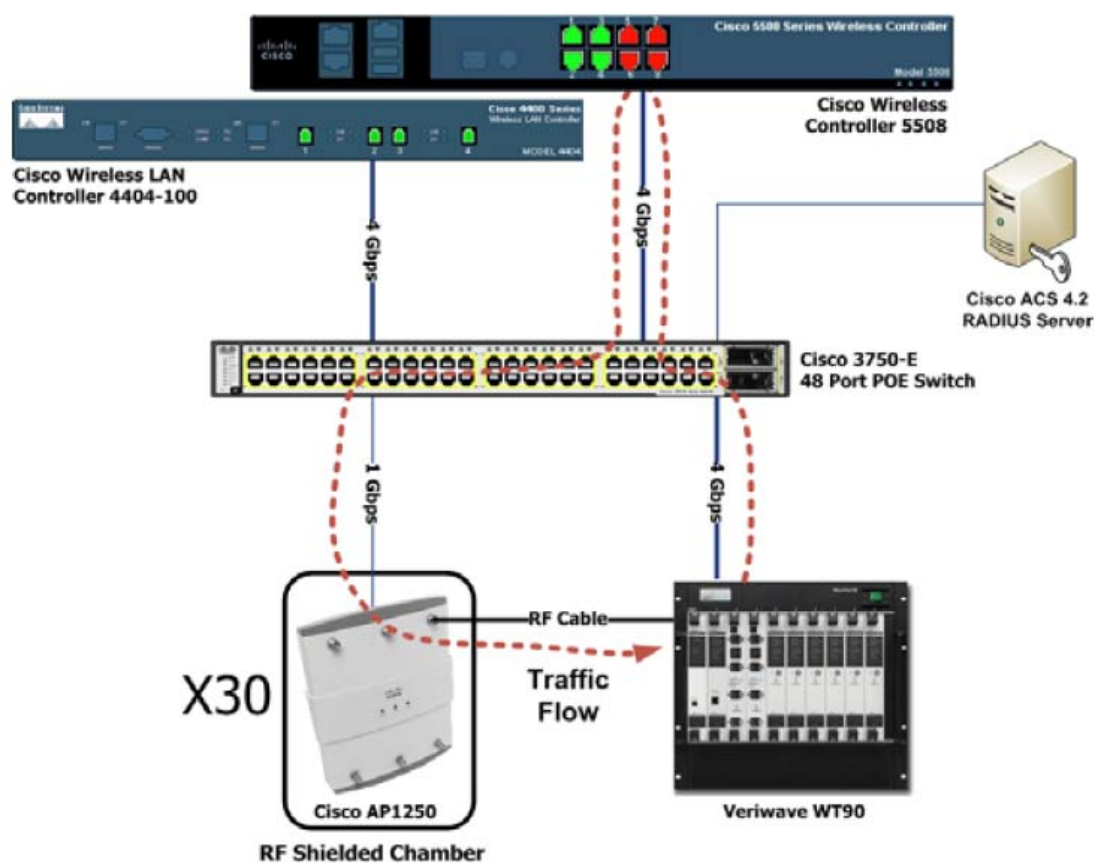 Cisco 5508 Series Wireless Controller
CISCO
Model 5508
Cisco 4400 Series
Wireless LAN Controller
MODEL 4404
1
2
3
4
Cisco Wireless
Controller 5508
Cisco Wireless LAN
Controller 4404-100
4 Gbps
4 Gbps
Cisco ACS 4.2
RADIUS Server
Cisco 3750-E
48 Port POE Switch
1 Gbps
4 Gbps
RF Cable
X30
Traffic
Flow
Cisco AP1250
Veriwave WT90
RF Shielded Chamber